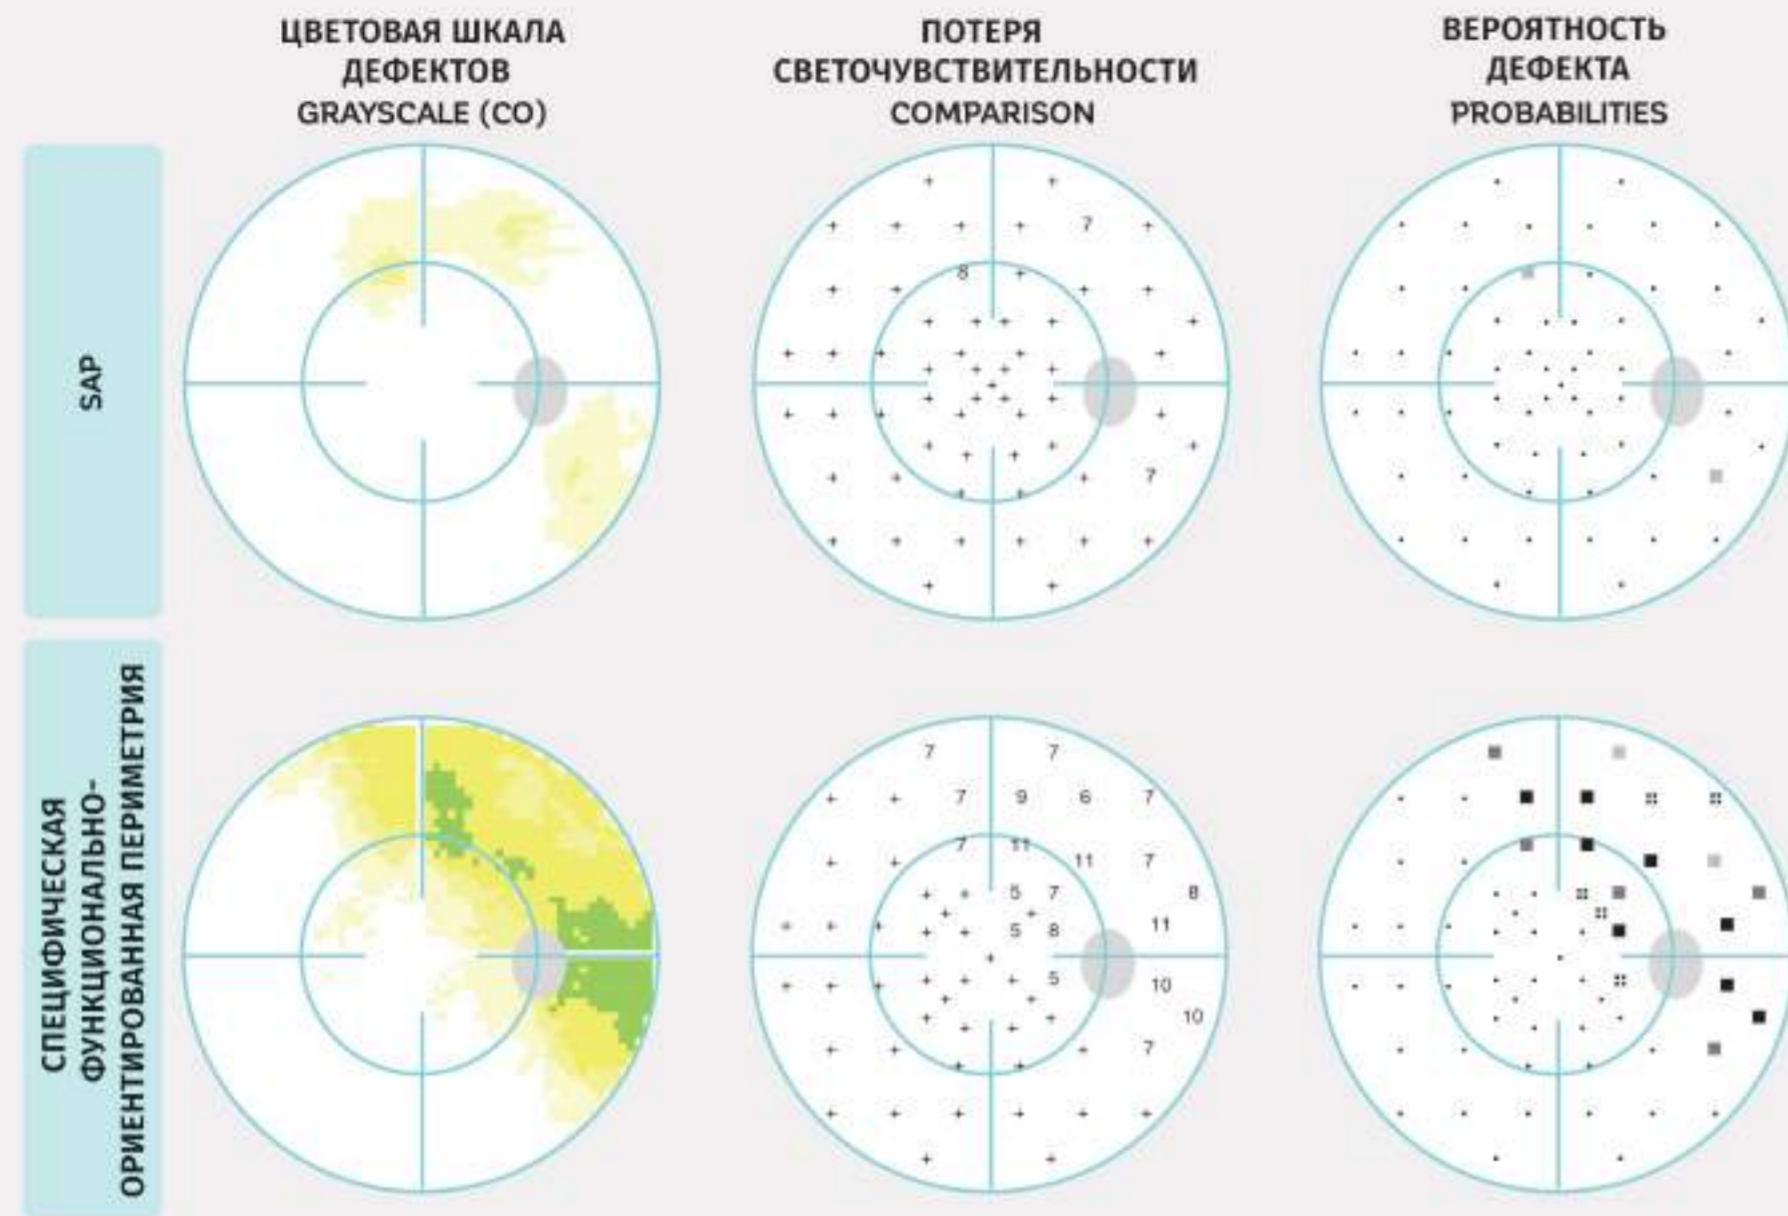 ЦВЕТОВАЯ ШКАЛА
ДЕФЕКТОВ
GRAYSCALE (CO)
ПОТЕРЯ
СВЕТОЧУВСТВИТЕЛЬНОСТИ
COMPARISON
ВЕРОЯТНОСТЬ
ДЕФЕКТА
PROBABILITIES
SAP
7
8
7
СПЕЦИФИЧЕСКАЯ
ФУНКЦИОНАЛЬНО-
ОРИЕНТИРОВАННАЯ ПЕРИМЕТРИЯ
7 7
7 9 6 7
7 11
11 7
5 7 8
11
5 8
5 10
10
7